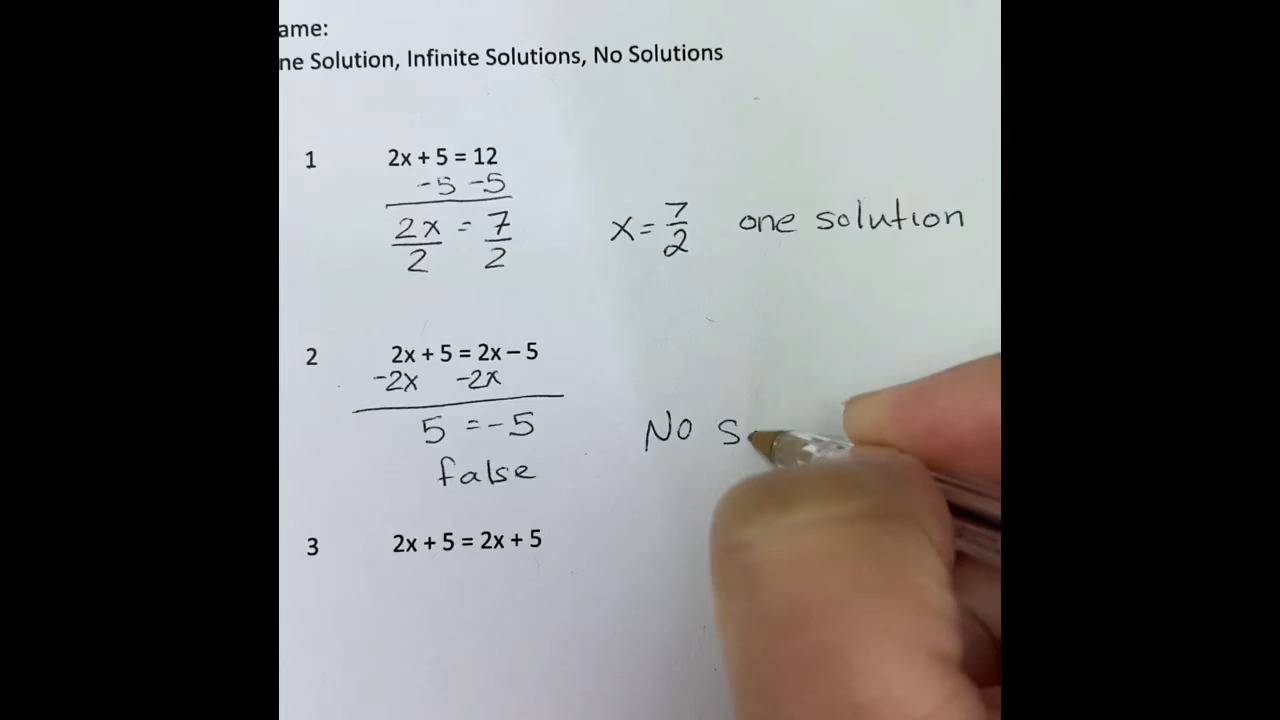 ame:
ne Solution, Infinite Solutions, No Solutions
1 2x + 5 = 12
-5 -5
2x = 7
2 2
x = 7/2 one solution
2 2x + 5 = 2x – 5
-2x -2x
5 = -5
false
No s
3 2x + 5 = 2x + 5